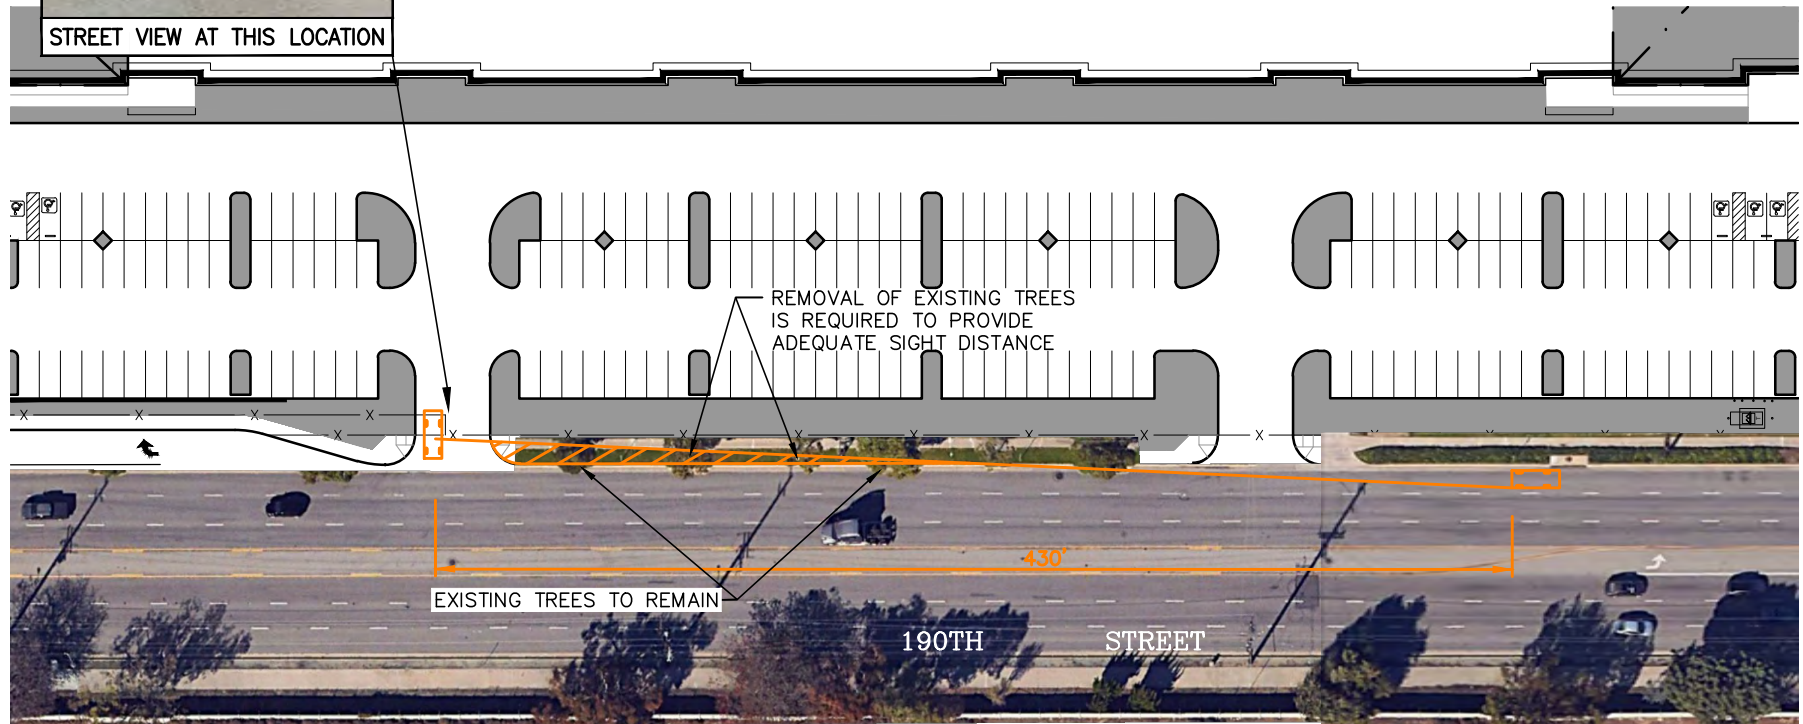 STREET VIEW AT THIS LOCATION
REMOVAL OF EXISTING TREES
IS REQUIRED TO PROVIDE
ADEQUATE SIGHT DISTANCE
430'
EXISTING TREES TO REMAIN
190TH STREET